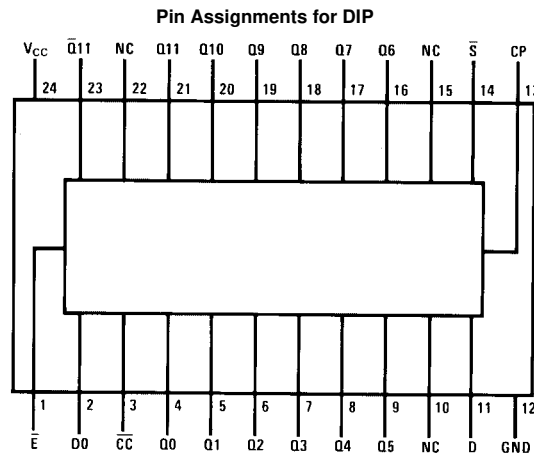 Pin Assignments for DIP
V_CC Q̅11 NC Q11 Q10 Q9 Q8 Q7 Q6 NC S̅ CP
24 23 22 21 20 19 18 17 16 15 14 13
1 2 3 4 5 6 7 8 9 10 11 12
E̅ D0 C̅C̅ Q0 Q1 Q2 Q3 Q4 Q5 NC D GND